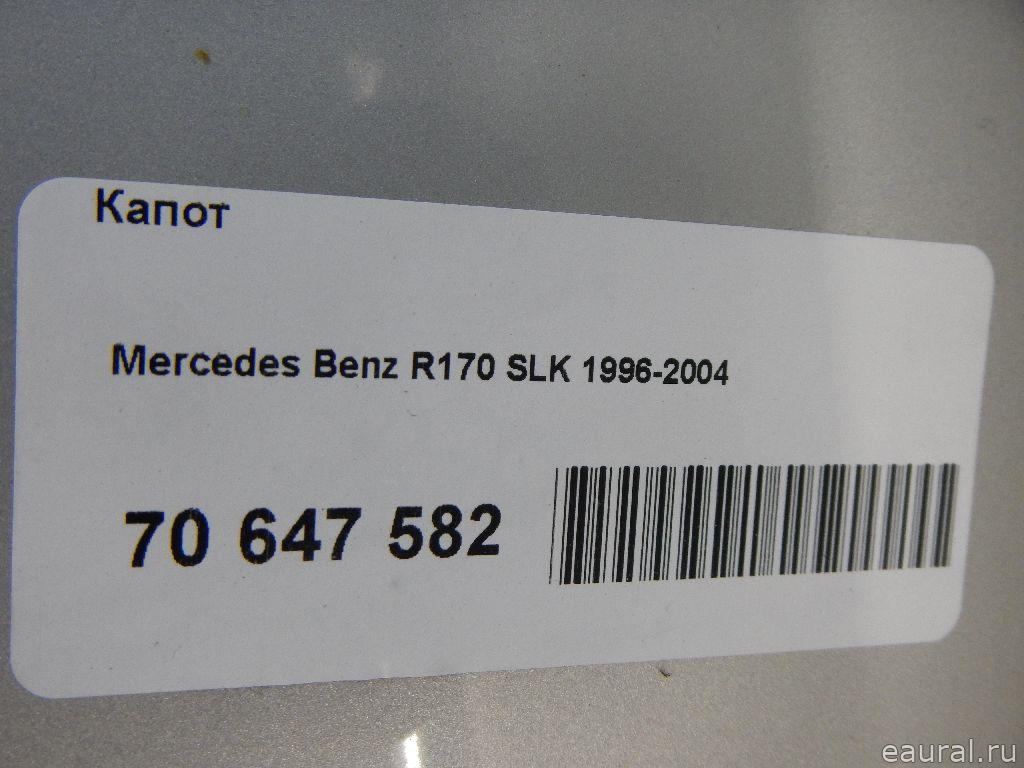 Капот
Mercedes Benz R170 SLK 1996-2004
70 647 582
eaural.ru